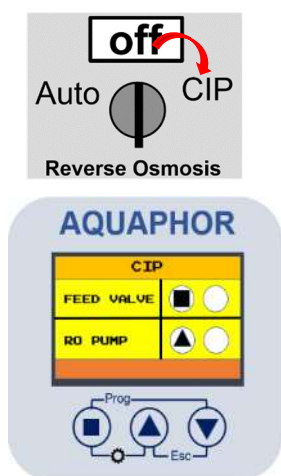 off
Auto
CIP
Reverse Osmosis
AQUAPHOR
CIP
FEED VALVE
RO PUMP
Prog
Esc